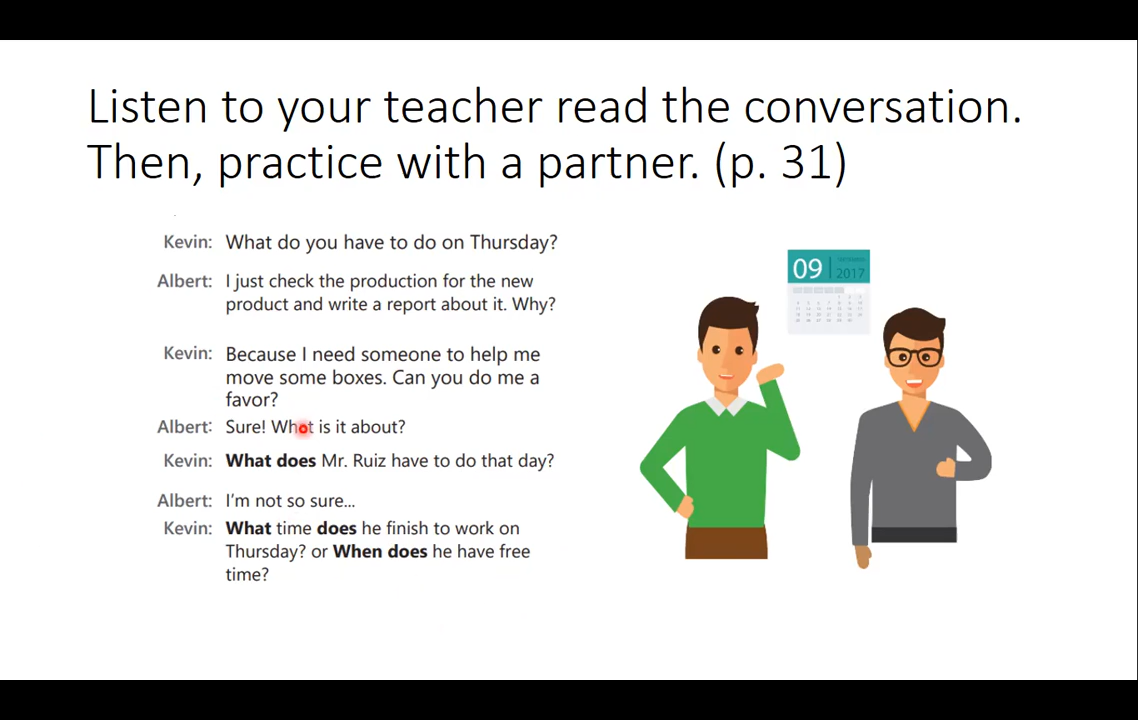 Listen to your teacher read the conversation.
Then, practice with a partner. (p. 31)
Kevin: What do you have to do on Thursday?
Albert: I just check the production for the new
product and write a report about it. Why?
Kevin: Because I need someone to help me
move some boxes. Can you do me a
favor?
Albert: Sure! What is it about?
Kevin: What does Mr. Ruiz have to do that day?
Albert: I'm not so sure...
Kevin: What time does he finish to work on
Thursday? or When does he have free
time?
09
2017